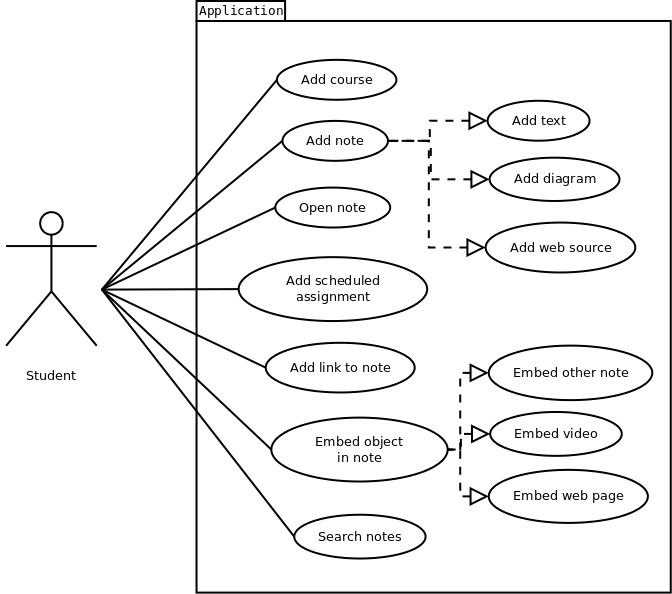 Application
Add course
Add note
Add text
Add diagram
Open note
Add web source
Add scheduled
assignment
Student
Add link to note
Embed other note
Embed object
in note
Embed video
Embed web page
Search notes